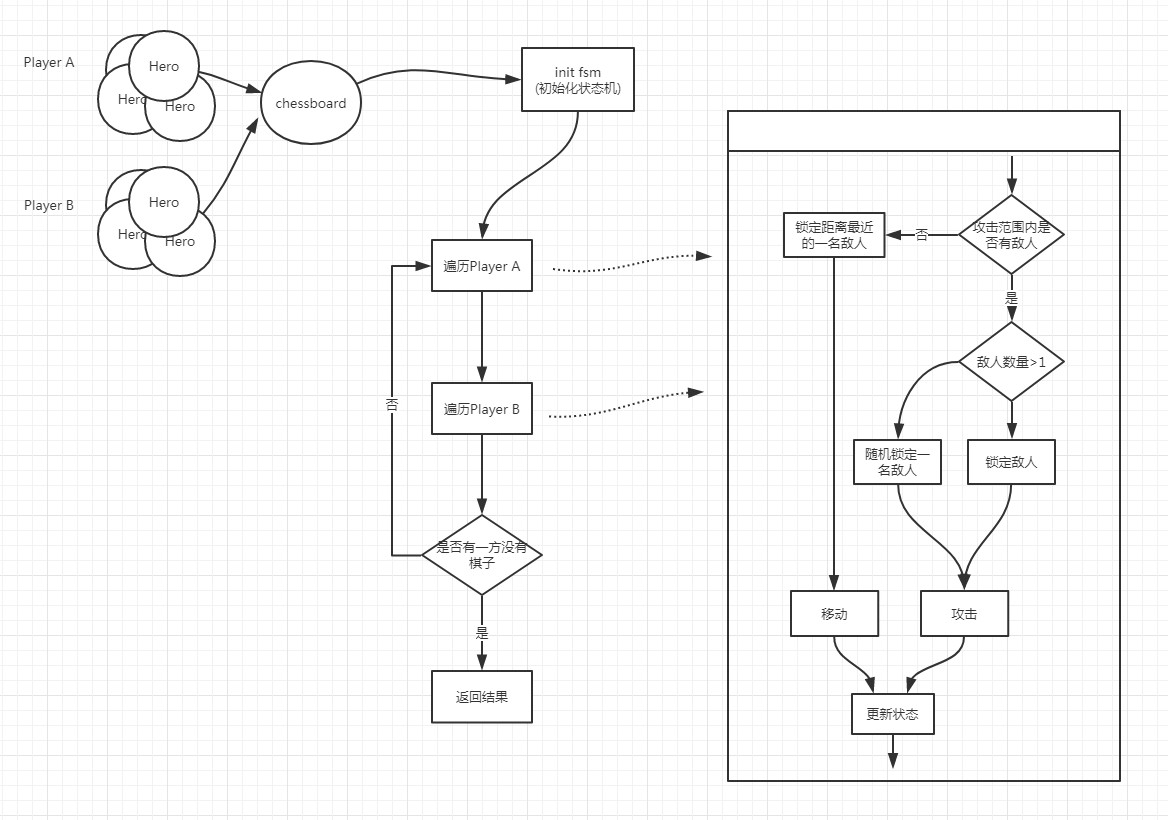 Player A
Hero
Hero
Hero
chessboard
init fsm
(初始化状态机)
Player B
Hero
Hero
Hero
遍历Player A
遍历Player B
否
是否有一方没有
棋子
是
返回结果
攻击范围内是
否有敌人
否
锁定距离最近
的一名敌人
是
敌人数量>1
随机锁定一
名敌人
锁定敌人
移动
攻击
更新状态